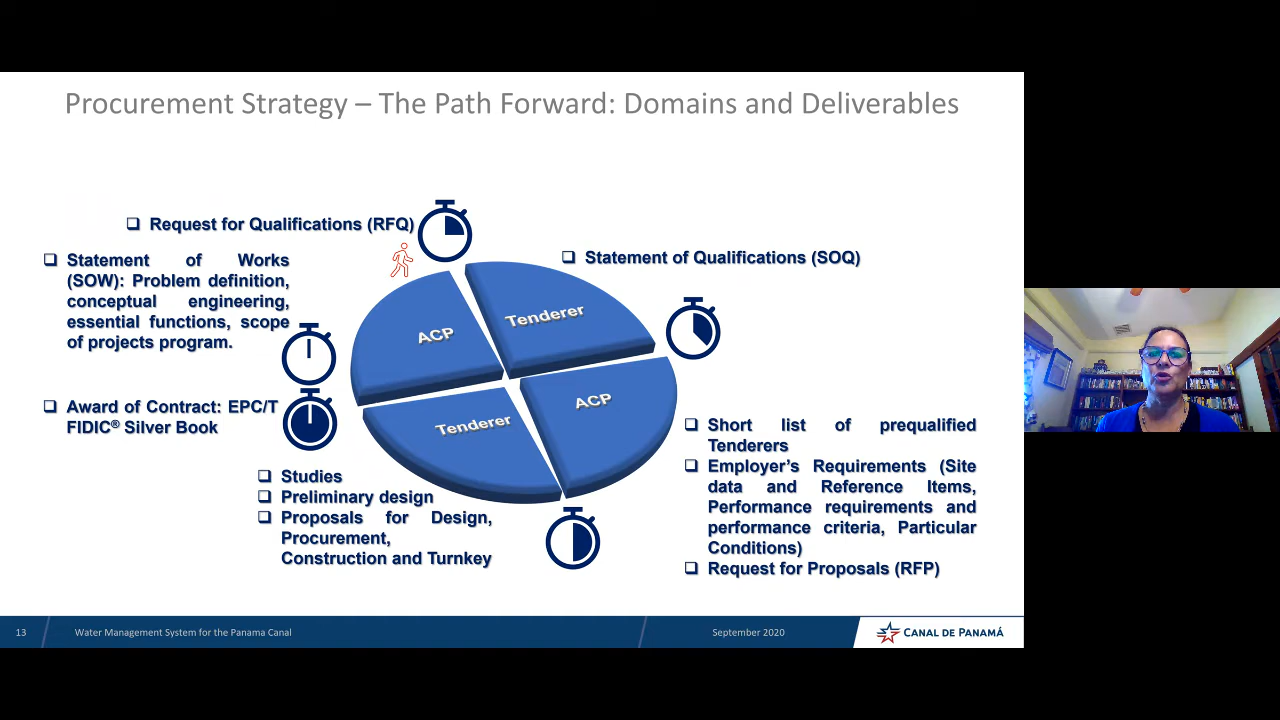 Procurement Strategy – The Path Forward: Domains and Deliverables
❑ Request for Qualifications (RFQ)
❑ Statement of Works
(SOW): Problem definition,
conceptual engineering,
essential functions, scope
of projects program.
❑ Award of Contract: EPC/T
FIDIC® Silver Book
❑ Studies
❑ Preliminary design
❑ Proposals for Design,
Procurement,
Construction and Turnkey
ACP
Tenderer
Tenderer
ACP
❑ Statement of Qualifications (SOQ)
❑ Short list of prequalified
Tenderers
❑ Employer's Requirements (Site
data and Reference Items,
Performance requirements and
performance criteria, Particular
Conditions)
❑ Request for Proposals (RFP)
13
Water Management System for the Panama Canal
September 2020
CANAL DE PANAMÁ